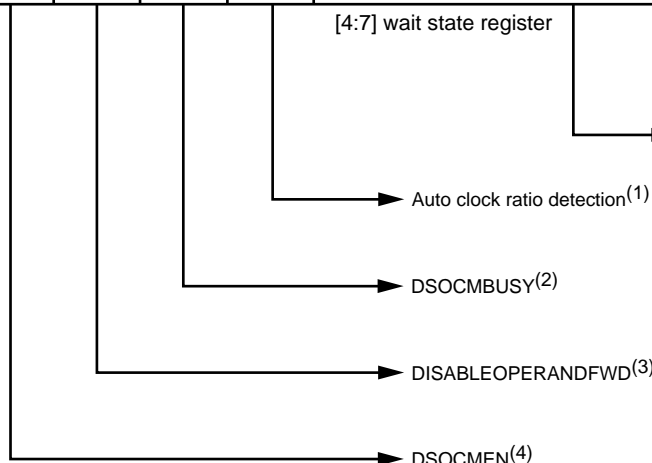 [4:7] wait state register
Auto clock ratio detection(1)
DSOCMBUSY(2)
DISABLEOPERANDFWD(3)
DSOCMEN(4)